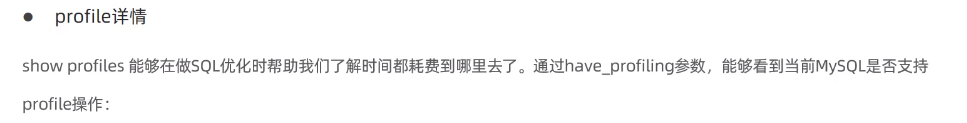 ● profile详情
show profiles 能够在做SQL优化时帮助我们了解时间都耗费到哪里去了。通过have_profiling参数，能够看到当前MySQL是否支持
profile操作：